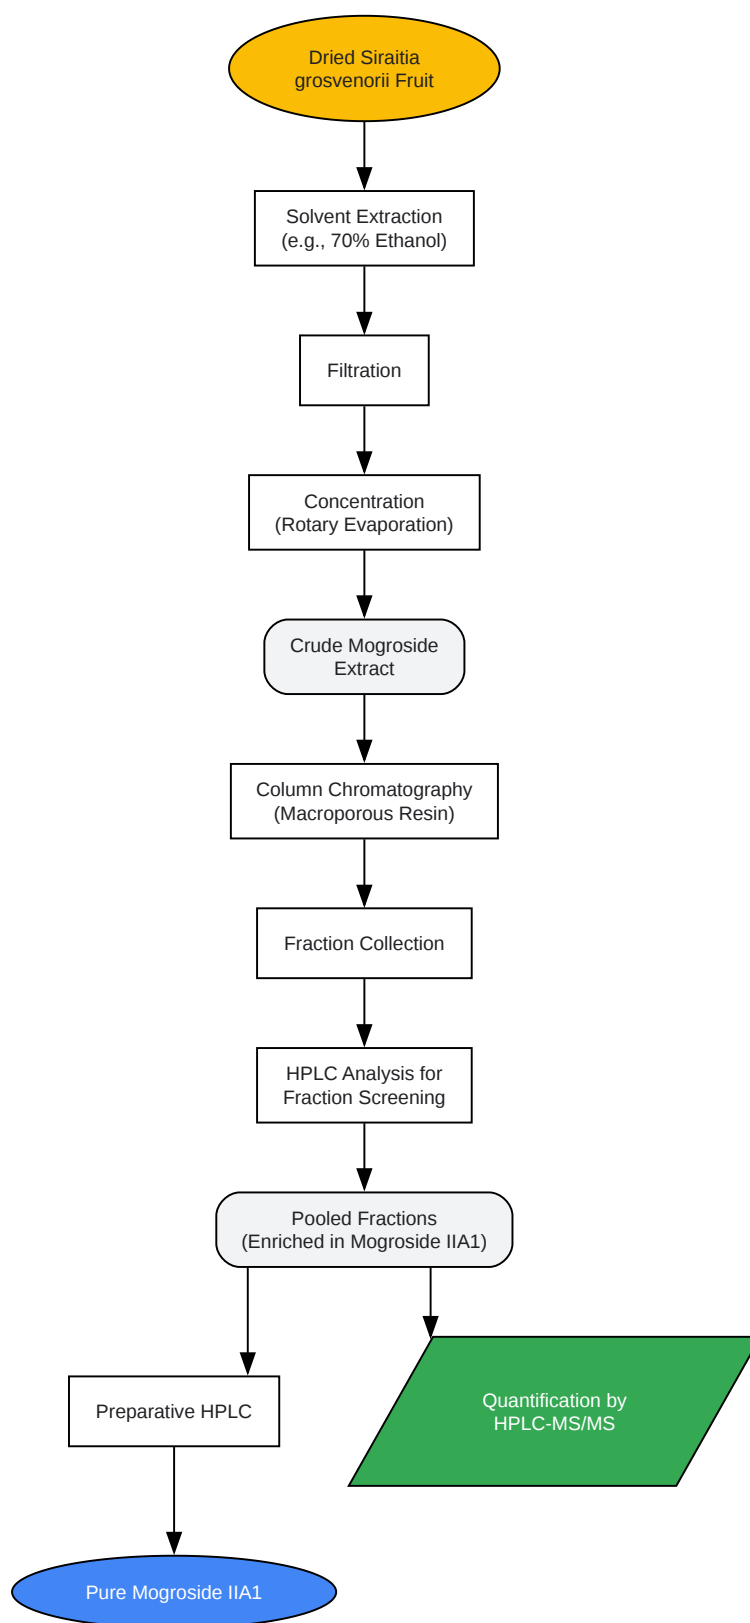 Dried Siraitia
grosvenorii Fruit
Solvent Extraction
(e.g., 70% Ethanol)
Filtration
Concentration
(Rotary Evaporation)
Crude Mogroside
Extract
Column Chromatography
(Macroporous Resin)
Fraction Collection
HPLC Analysis for
Fraction Screening
Pooled Fractions
(Enriched in Mogroside IIA1)
Preparative HPLC
Quantification by
HPLC-MS/MS
Pure Mogroside IIA1